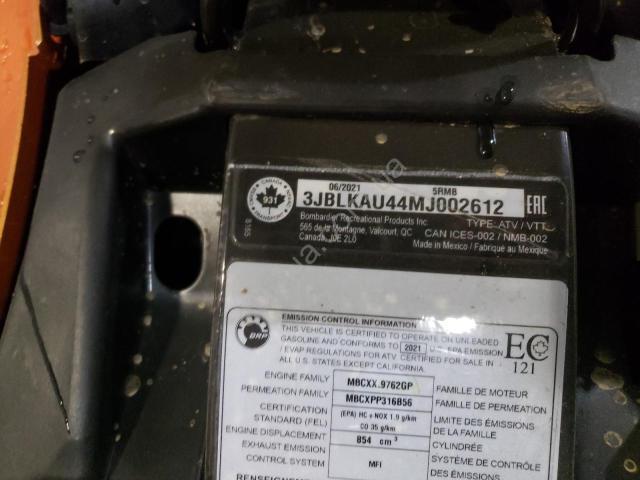 06/2021 5RMB
931
3JBLKAU44MJ002612 EAC
Bombardier Recreational Products Inc. TYPE: ATV / VTT
565 de la Montagne, Valcourt, QC CAN ICES-002 / NMB-002
Canada, J0E 2L0 Made in Mexico / Fabriqué au Mexique
EMISSION CONTROL INFORMATION
BRP
THIS VEHICLE IS CERTIFIED TO OPERATE ON UNLEADED
GASOLINE AND CONFORMS TO 2021 U.S. EPA EMISSION
/ EVAP REGULATIONS FOR ATV. CERTIFIED FOR SALE IN
ALL U.S. STATES EXCEPT CALIFORNIA.
EC
121
ENGINE FAMILY MBCXX.9762GP FAMILLE DE MOTEUR
PERMEATION FAMILY MBCXPP316B56 FAMILLE DE PERMEATION
CERTIFICATION STANDARD (FEL) (EPA) HC + NOX 1.9 g/km CO 35 g/km LIMITE DES ÉMISSIONS DE LA FAMILLE
ENGINE DISPLACEMENT 854 cm³ CYLINDRÉE
EXHAUST EMISSION CONTROL SYSTEM MFI SYSTÈME DE CONTRÔLE DES ÉMISSIONS